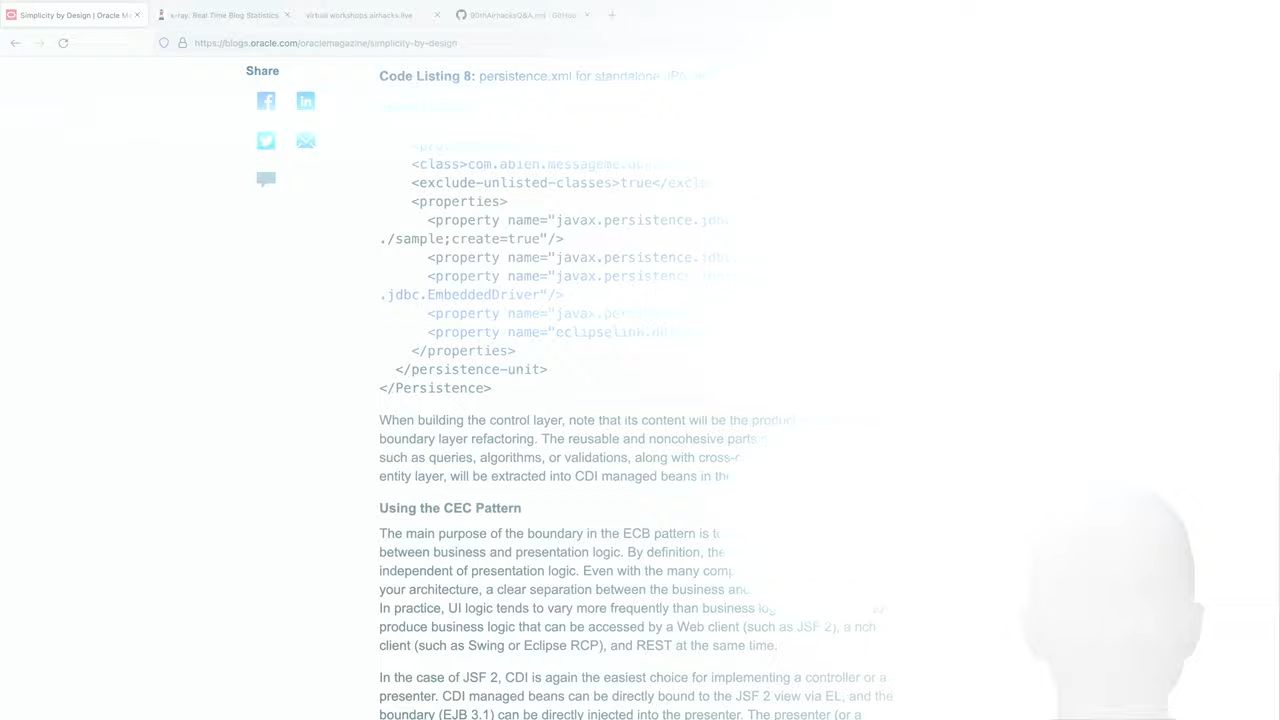 Simplicity by Design | Oracle Ma
x-ray: Real Time Blog Statistics
virtual workshops airhacks.live
90thAirhacksQ&A.md · GitHub
https://blogs.oracle.com/oraclemagazine/simplicity-by-design
Share
Code Listing 8: persistence.xml for standalone JPA
<class>com.abien.messageme.
<exclude-unlisted-classes>true</
<properties>
<property name="javax.persistence.
./sample;create=true"/>
<property name="javax.persistence.
<property name="javax.persistence.
.jdbc.EmbeddedDriver"/>
<property name="javax.
<property name="eclipselink.
</properties>
</persistence-unit>
</Persistence>
When building the control layer, note that its content will be the product
boundary layer refactoring. The reusable and noncohesive parts
such as queries, algorithms, or validations, along with
entity layer, will be extracted into CDI managed beans in the
Using the CEC Pattern
The main purpose of the boundary in the ECB pattern is
between business and presentation logic. By definition, the
independent of presentation logic. Even with the many
your architecture, a clear separation between the business and
In practice, UI logic tends to vary more frequently than business
produce business logic that can be accessed by a Web client (such as JSF 2), a rich
client (such as Swing or Eclipse RCP), and REST at the same time.
In the case of JSF 2, CDI is again the easiest choice for implementing a controller or a
presenter. CDI managed beans can be directly bound to the JSF 2 view via EL, and the
boundary (EJB 3.1) can be directly injected into the presenter. The presenter (or a